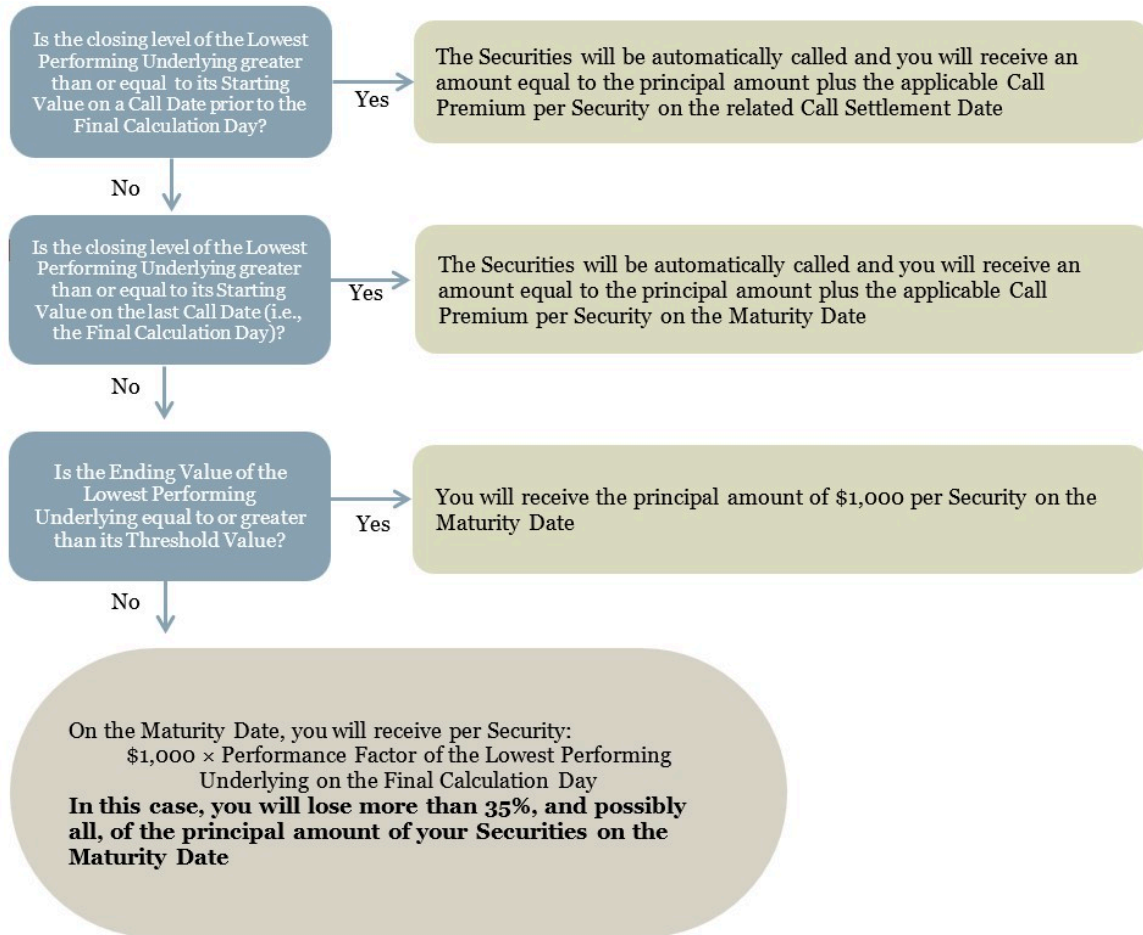 Is the closing level of the Lowest
Performing Underlying greater
than or equal to its Starting
Value on a Call Date prior to the
Final Calculation Day?
Yes
The Securities will be automatically called and you will receive an
amount equal to the principal amount plus the applicable Call
Premium per Security on the related Call Settlement Date
No
Is the closing level of the Lowest
Performing Underlying greater
than or equal to its Starting
Value on the last Call Date (i.e.,
the Final Calculation Day)?
Yes
The Securities will be automatically called and you will receive an
amount equal to the principal amount plus the applicable Call
Premium per Security on the Maturity Date
No
Is the Ending Value of the
Lowest Performing
Underlying equal to or greater
than its Threshold Value?
Yes
You will receive the principal amount of $1,000 per Security on the
Maturity Date
No
On the Maturity Date, you will receive per Security:
$1,000 × Performance Factor of the Lowest Performing
Underlying on the Final Calculation Day
In this case, you will lose more than 35%, and possibly
all, of the principal amount of your Securities on the
Maturity Date